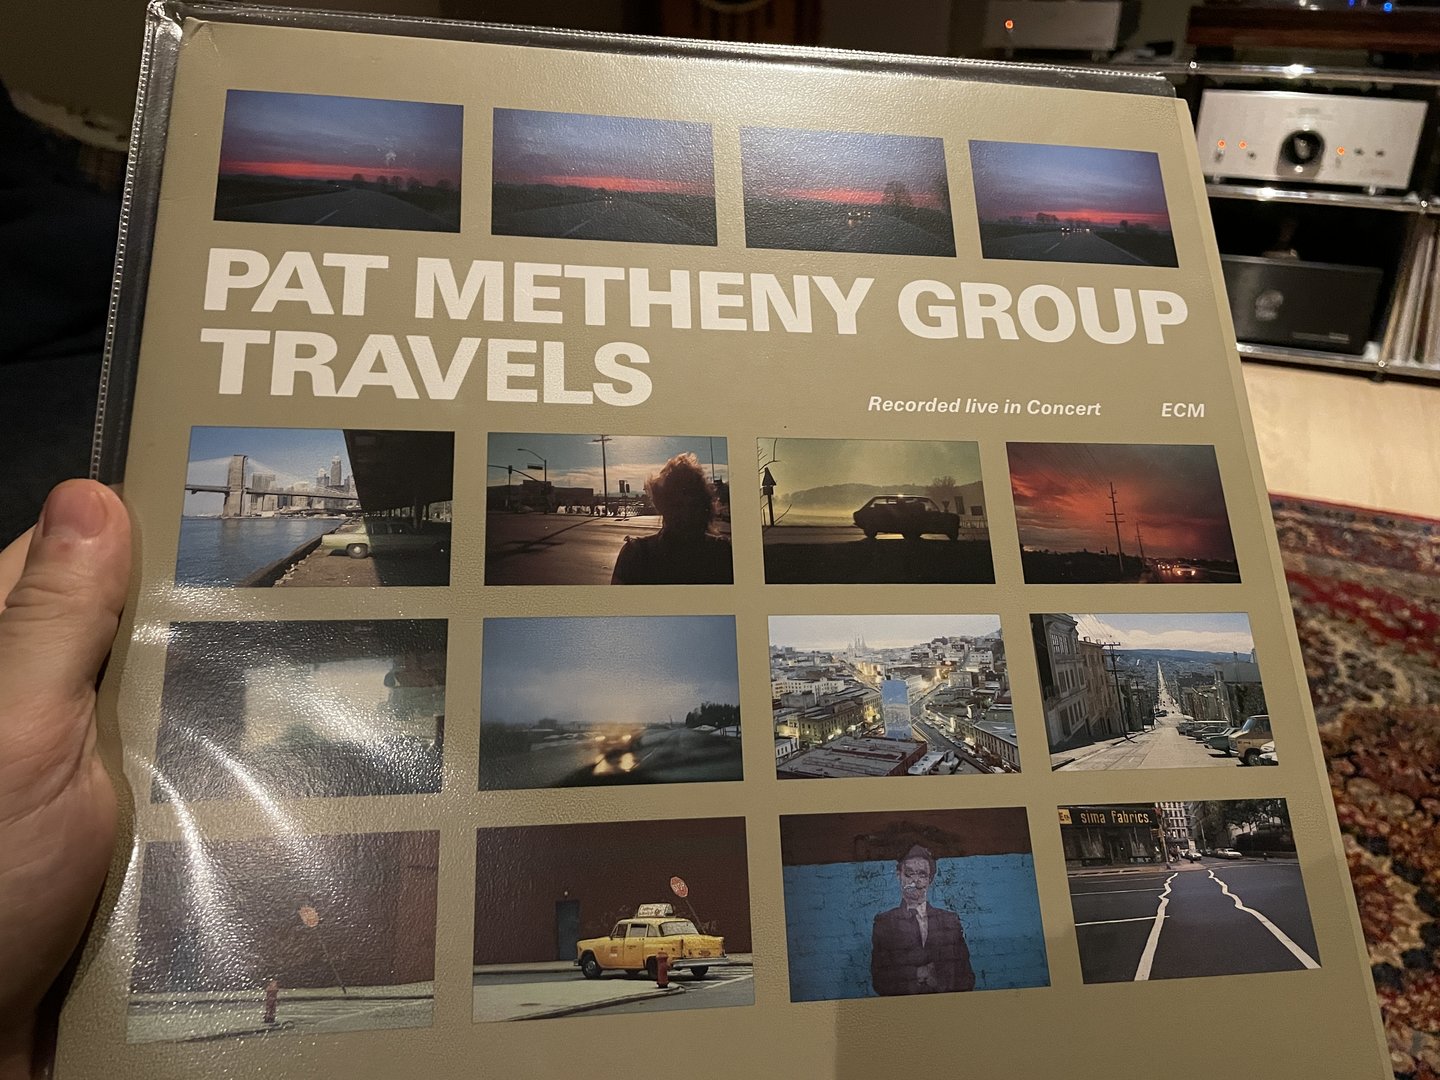 PAT METHENY GROUP
TRAVELS
Recorded live in Concert
ECM
sima fabrics.